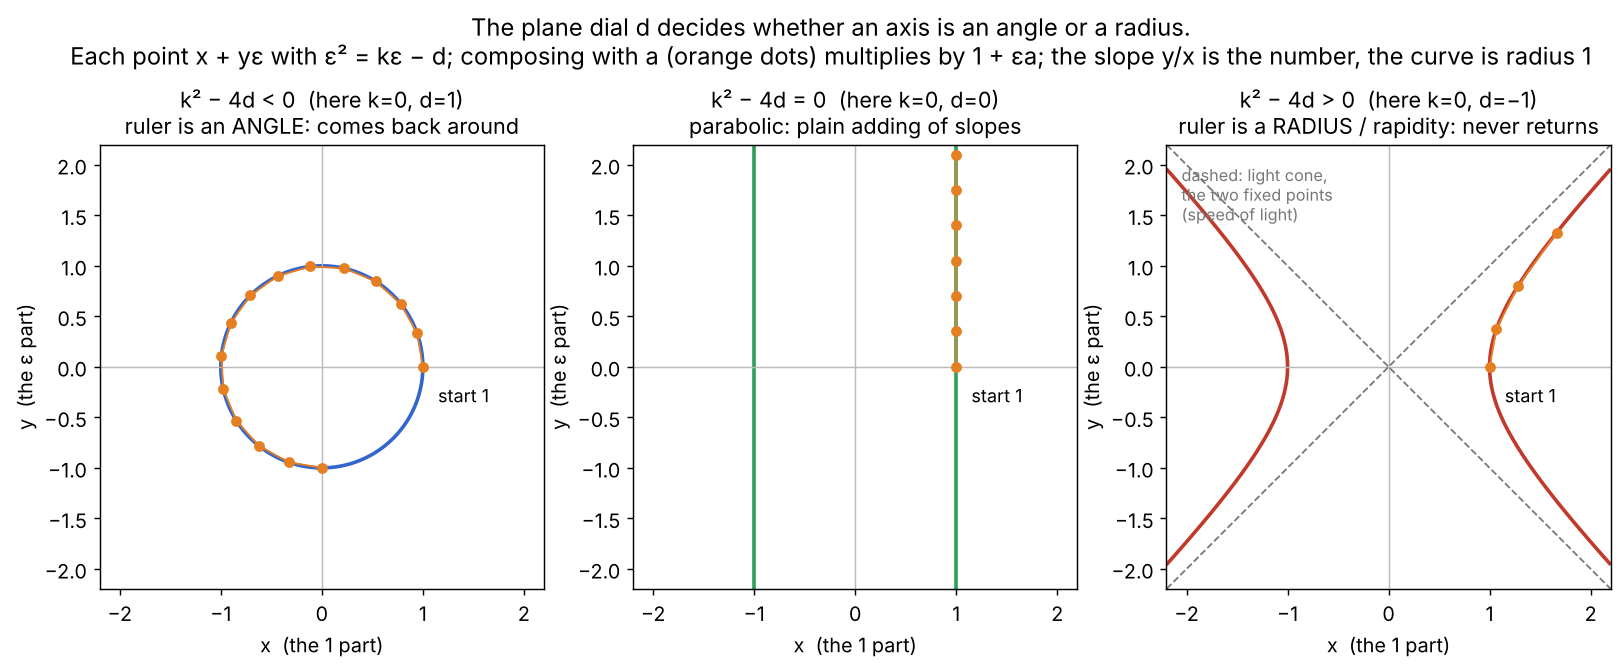 The plane dial d decides whether an axis is an angle or a radius.
Each point x + yε with ε² = kε − d; composing with a (orange dots) multiplies by 1 + εa; the slope y/x is the number, the curve is radius 1
k² − 4d < 0 (here k=0, d=1)
ruler is an ANGLE: comes back around
2.0
1.5
1.0
0.5
0.0
−0.5
−1.0
−1.5
−2.0
y (the ε part)
start 1
−2
−1
0
1
2
x (the 1 part)
k² − 4d = 0 (here k=0, d=0)
parabolic: plain adding of slopes
2.0
1.5
1.0
0.5
0.0
−0.5
−1.0
−1.5
−2.0
y (the ε part)
start 1
−2
−1
0
1
2
x (the 1 part)
k² − 4d > 0 (here k=0, d=−1)
ruler is a RADIUS / rapidity: never returns
2.0
1.5
1.0
0.5
0.0
−0.5
−1.0
−1.5
−2.0
y (the ε part)
dashed: light cone,
the two fixed points
(speed of light)
start 1
−2
−1
0
1
2
x (the 1 part)